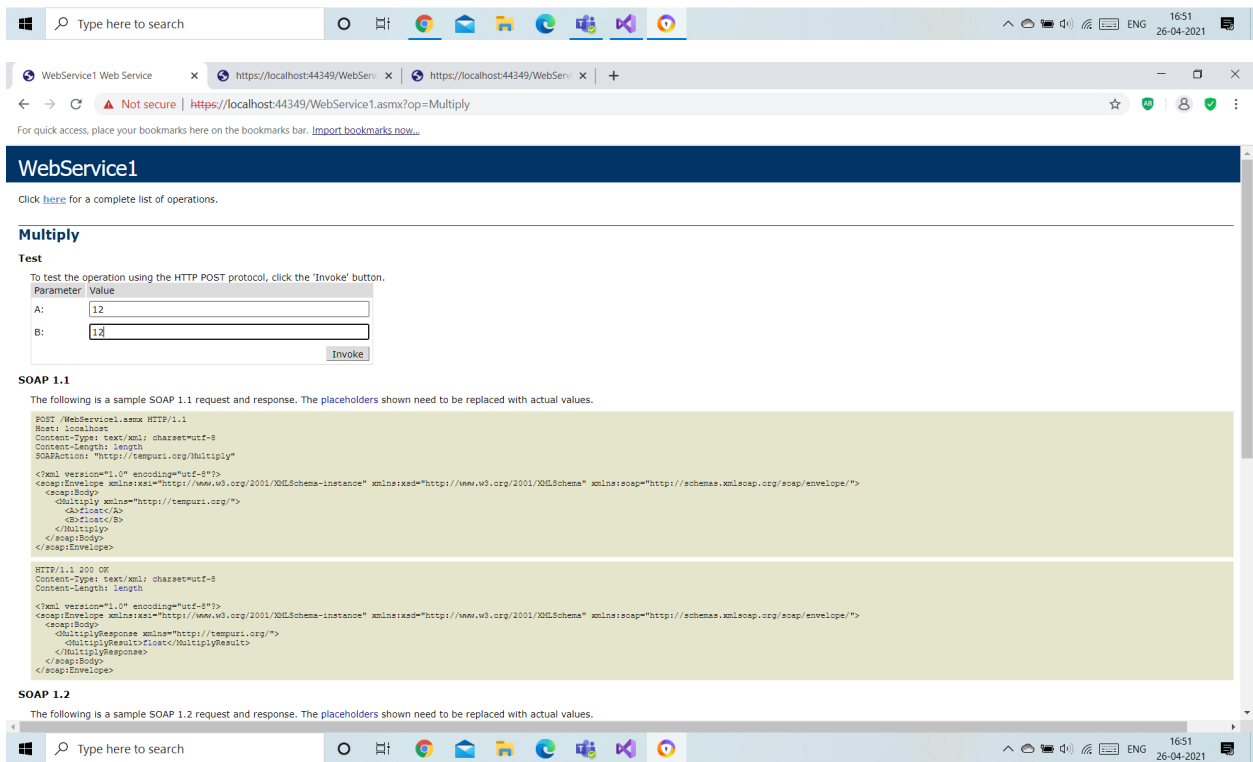 Type here to search
ENG
16:51
26-04-2021
WebService1 Web Service
https://localhost:44349/WebServi
https://localhost:44349/WebServi
Not secure | https://localhost:44349/WebService1.asmx?op=Multiply
For quick access, place your bookmarks here on the bookmarks bar. Import bookmarks now...
WebService1
Click here for a complete list of operations.
Multiply
Test
To test the operation using the HTTP POST protocol, click the 'Invoke' button.
Parameter Value
A: 12
B: 12
Invoke
SOAP 1.1
The following is a sample SOAP 1.1 request and response. The placeholders shown need to be replaced with actual values.
POST /WebService1.asmx HTTP/1.1
Host: localhost
Content-Type: text/xml; charset=utf-8
Content-Length: length
SOAPAction: "http://tempuri.org/Multiply"
<?xml version="1.0" encoding="utf-8"?>
<soap:Envelope xmlns:xsi="http://www.w3.org/2001/XMLSchema-instance" xmlns:xsd="http://www.w3.org/2001/XMLSchema" xmlns:soap="http://schemas.xmlsoap.org/soap/envelope/">
<soap:Body>
<Multiply xmlns="http://tempuri.org/">
<A>float</A>
<B>float</B>
</Multiply>
</soap:Body>
</soap:Envelope>
HTTP/1.1 200 OK
Content-Type: text/xml; charset=utf-8
Content-Length: length
<?xml version="1.0" encoding="utf-8"?>
<soap:Envelope xmlns:xsi="http://www.w3.org/2001/XMLSchema-instance" xmlns:xsd="http://www.w3.org/2001/XMLSchema" xmlns:soap="http://schemas.xmlsoap.org/soap/envelope/">
<soap:Body>
<MultiplyResponse xmlns="http://tempuri.org/">
<MultiplyResult>float</MultiplyResult>
</MultiplyResponse>
</soap:Body>
</soap:Envelope>
SOAP 1.2
The following is a sample SOAP 1.2 request and response. The placeholders shown need to be replaced with actual values.
Type here to search
ENG
16:51
26-04-2021